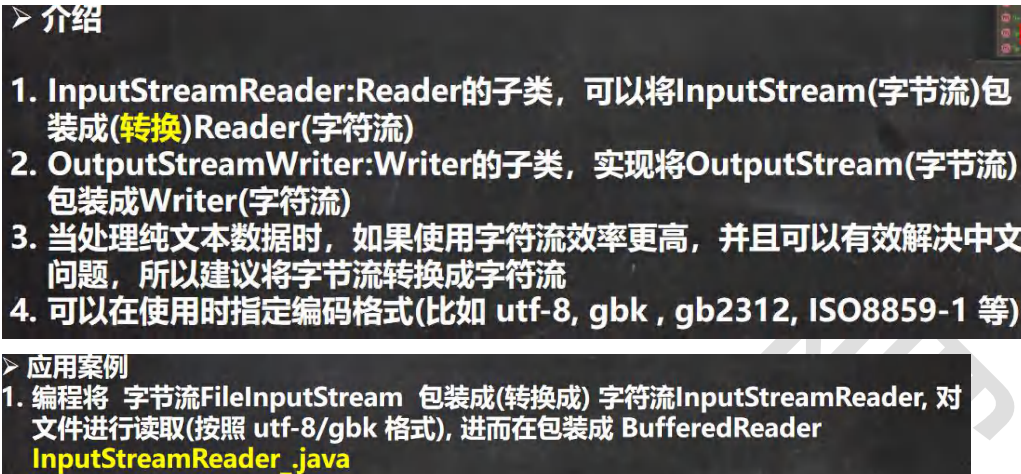 ➢ 介绍
1. InputStreamReader:Reader的子类，可以将InputStream(字节流)包
装成(转换)Reader(字符流)
2. OutputStreamWriter:Writer的子类，实现将OutputStream(字节流)
包装成Writer(字符流)
3. 当处理纯文本数据时，如果使用字符流效率更高，并且可以有效解决中文
问题，所以建议将字节流转换成字符流
4. 可以在使用时指定编码格式(比如 utf-8, gbk , gb2312, ISO8859-1 等)
➢ 应用案例
1. 编程将 字节流FileInputStream 包装成(转换成) 字符流InputStreamReader, 对
文件进行读取(按照 utf-8/gbk 格式), 进而在包装成 BufferedReader
InputStreamReader_.java